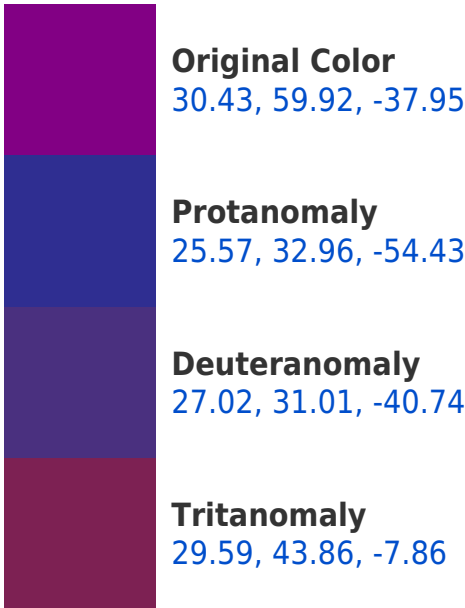 Original Color
30.43, 59.92, -37.95
Protanomaly
25.57, 32.96, -54.43
Deuteranomaly
27.02, 31.01, -40.74
Tritanomaly
29.59, 43.86, -7.86